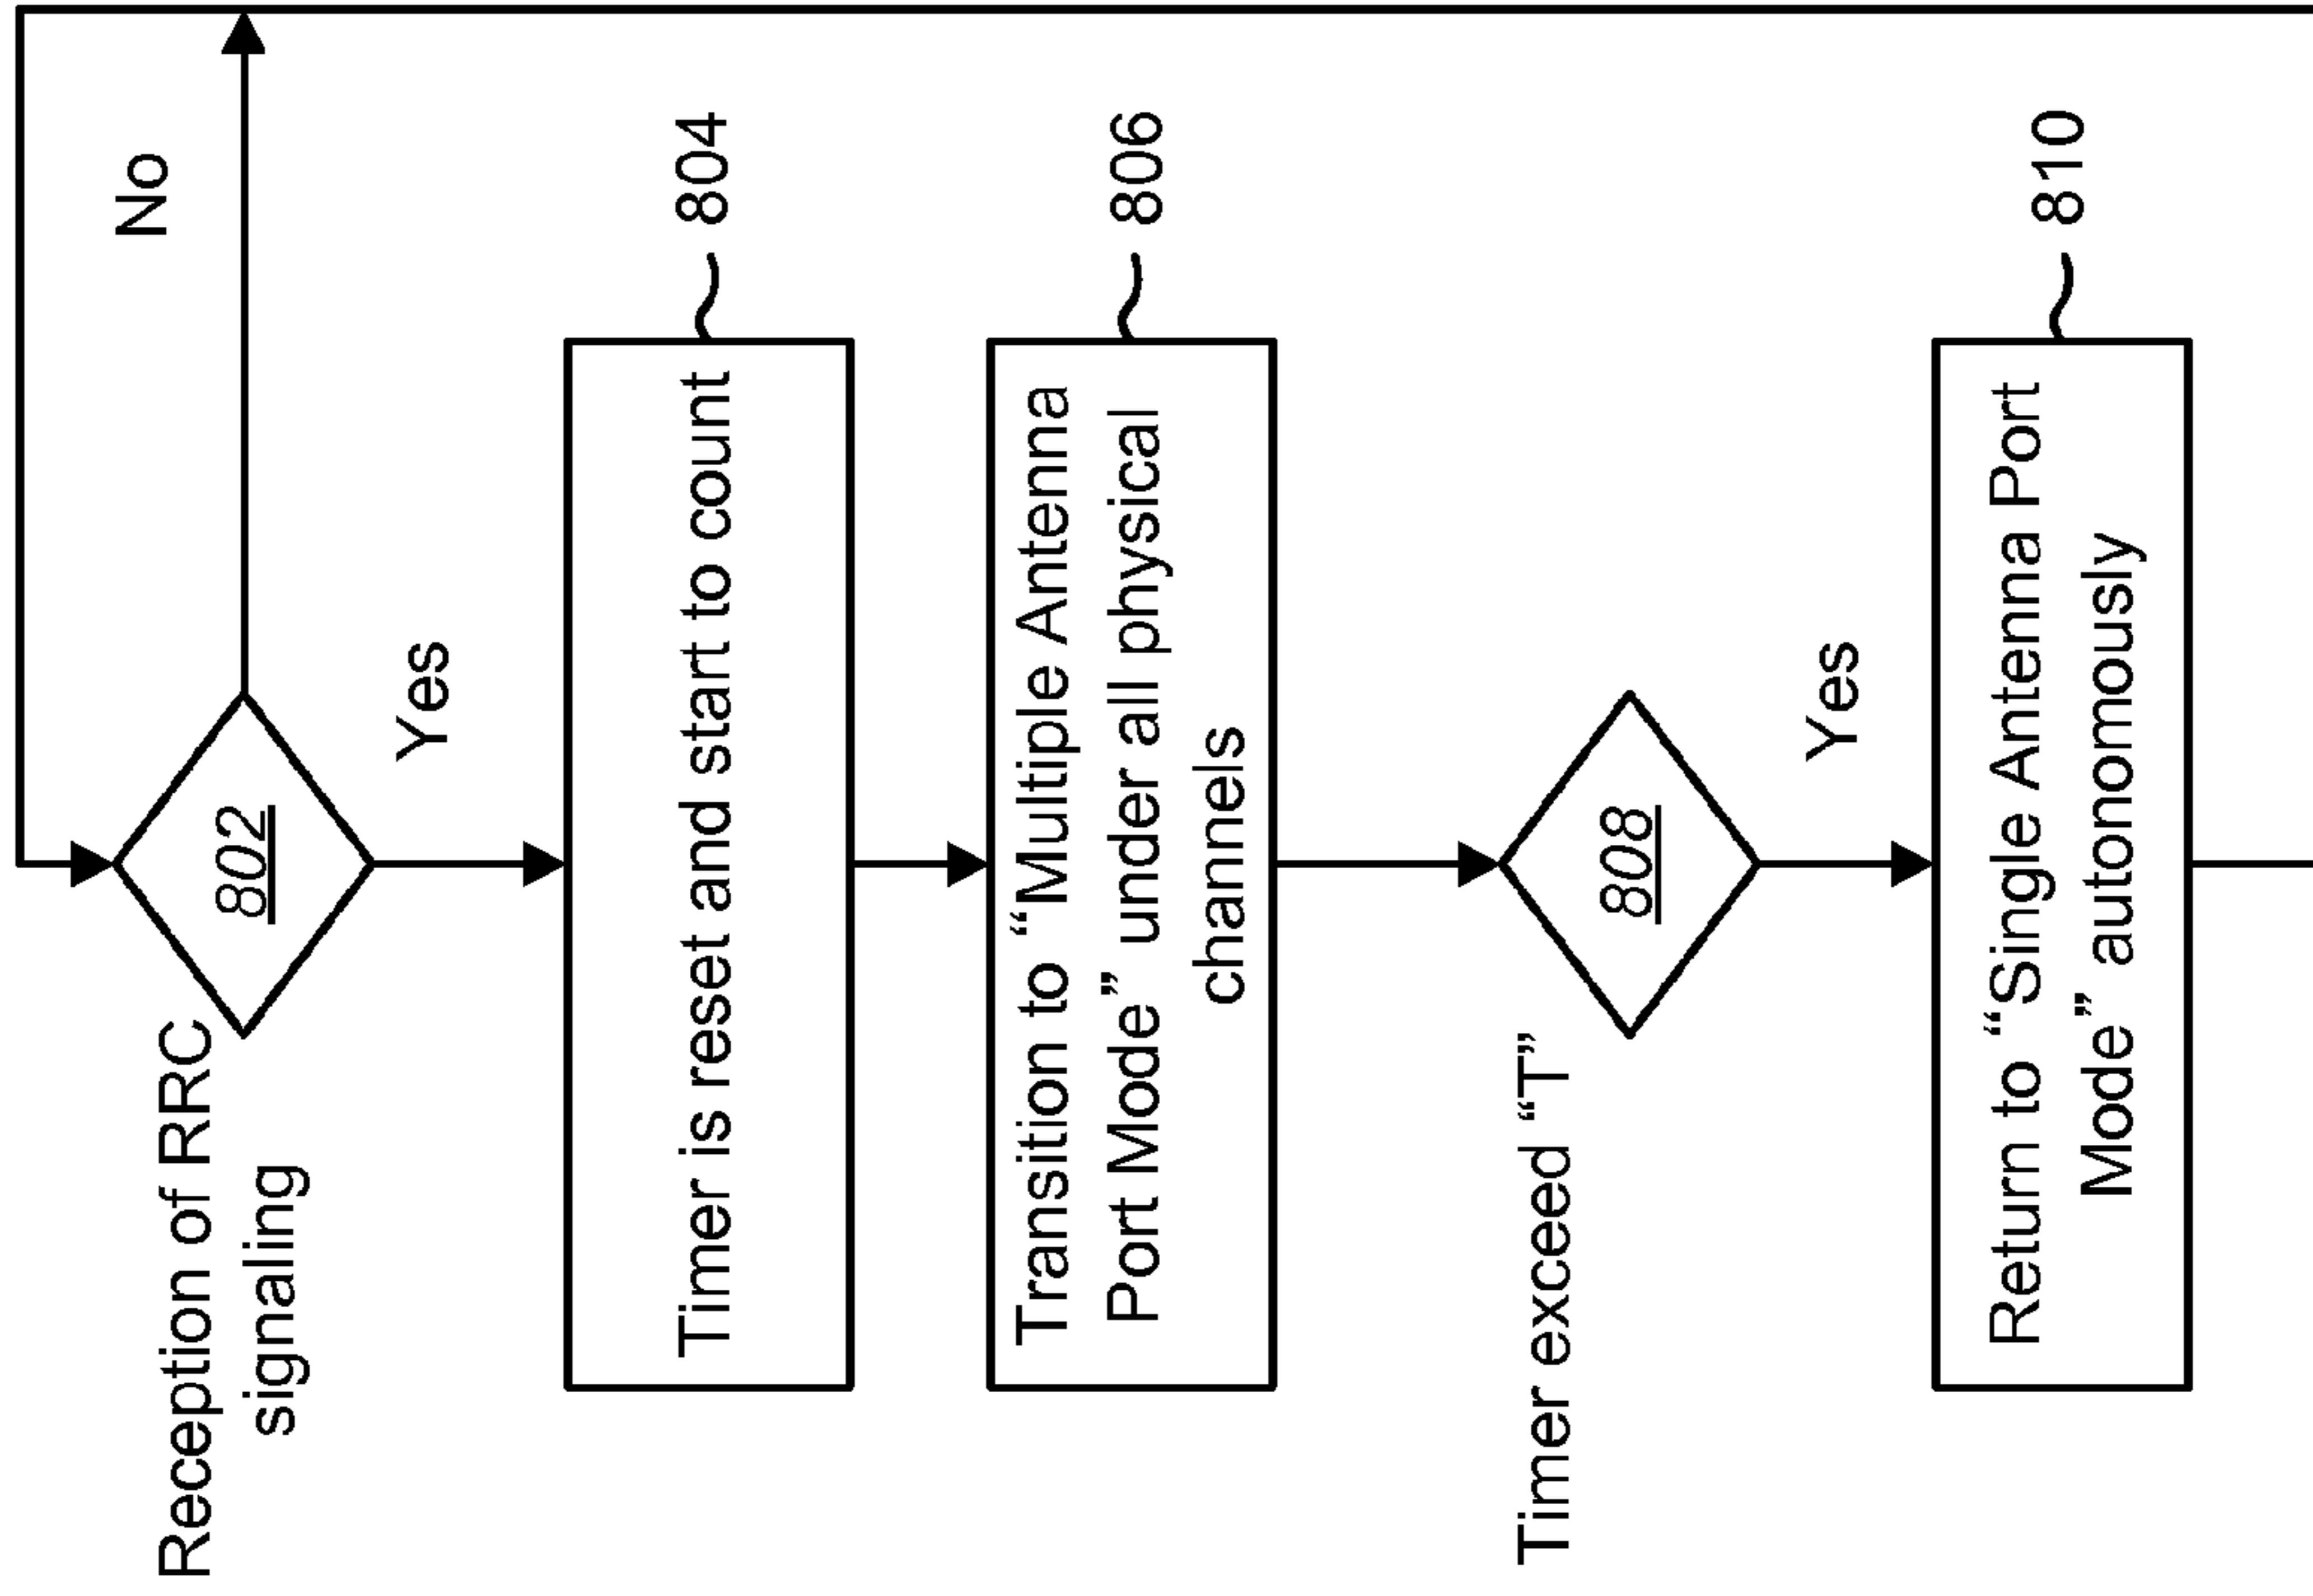 Reception of RRC
signaling
802
No
Yes
Timer is reset and start to count
804
Transition to “Multiple Antenna
Port Mode” under all physical
channels
806
Timer exceed “T”
808
Yes
Return to “Single Antenna Port
Mode” autonomously
810